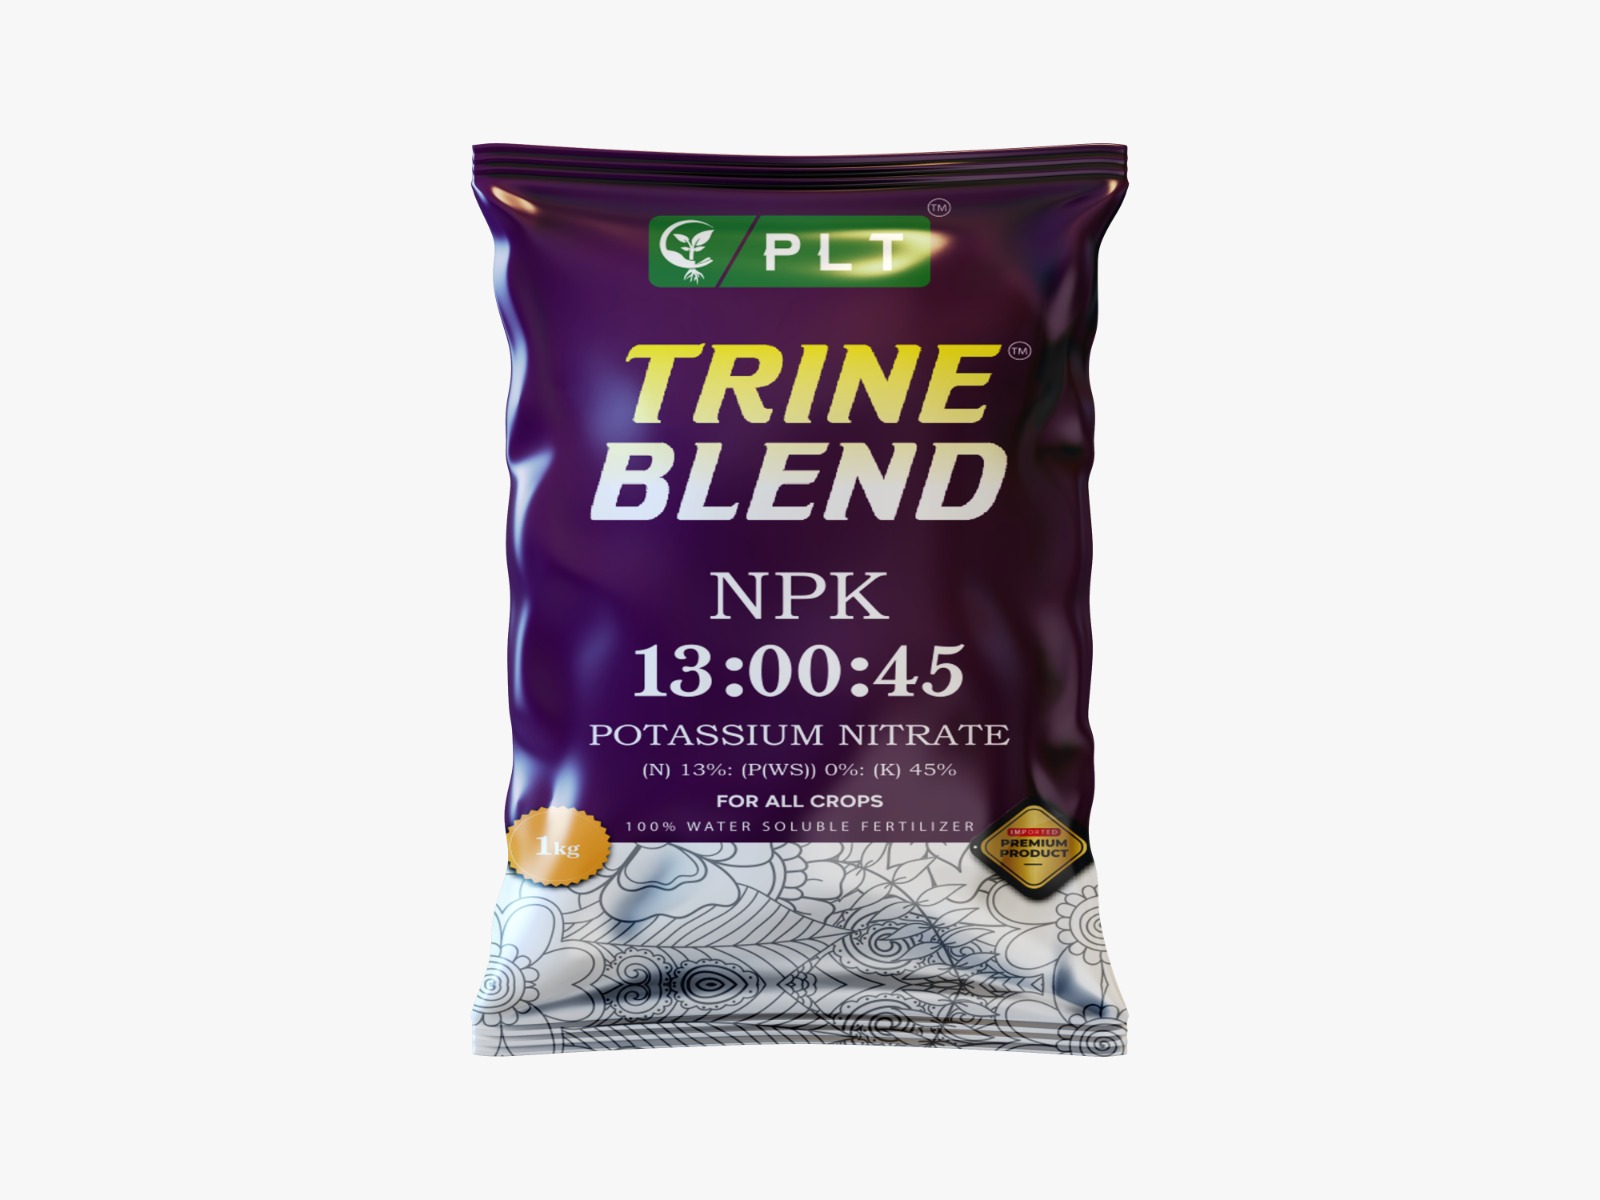 PLT
TM
TRINE
TM
BLEND
NPK
13:00:45
POTASSIUM NITRATE
(N) 13%: (P(WS)) 0%: (K) 45%
FOR ALL CROPS
100% WATER SOLUBLE FERTILIZER
1kg
IMPORTED
PREMIUM
PRODUCT